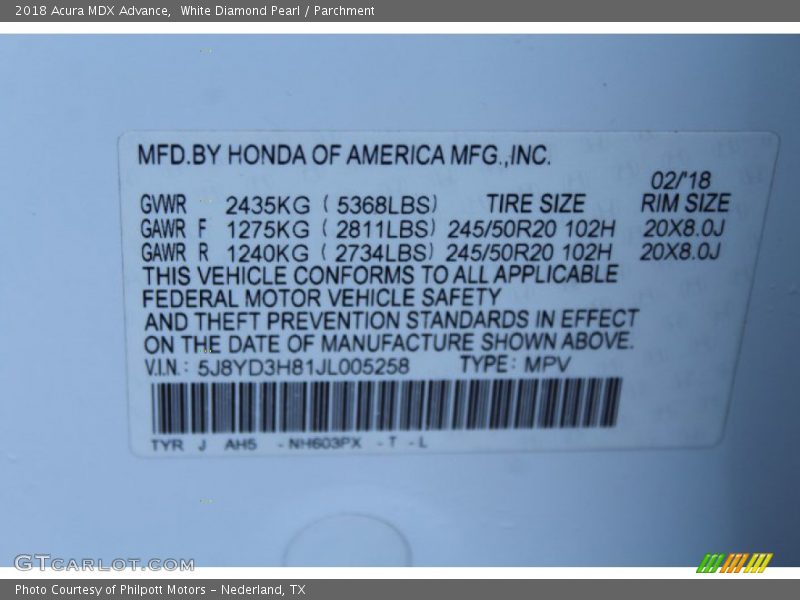 2018 Acura MDX Advance,  White Diamond Pearl / Parchment
MFD.BY HONDA OF AMERICA MFG.,INC.
02/'18
GVWR 2435KG ( 5368LBS) TIRE SIZE RIM SIZE
GAWR F 1275KG ( 2811LBS) 245/50R20 102H 20X8.0J
GAWR R 1240KG ( 2734LBS) 245/50R20 102H 20X8.0J
THIS VEHICLE CONFORMS TO ALL APPLICABLE
FEDERAL MOTOR VEHICLE SAFETY
AND THEFT PREVENTION STANDARDS IN EFFECT
ON THE DATE OF MANUFACTURE SHOWN ABOVE.
V.I.N.: 5J8YD3H81JL005258 TYPE: MPV
TYR J AH5 - NH603PX - T - L
GTCARLOT.COM
Photo Courtesy of Philpott Motors - Nederland, TX